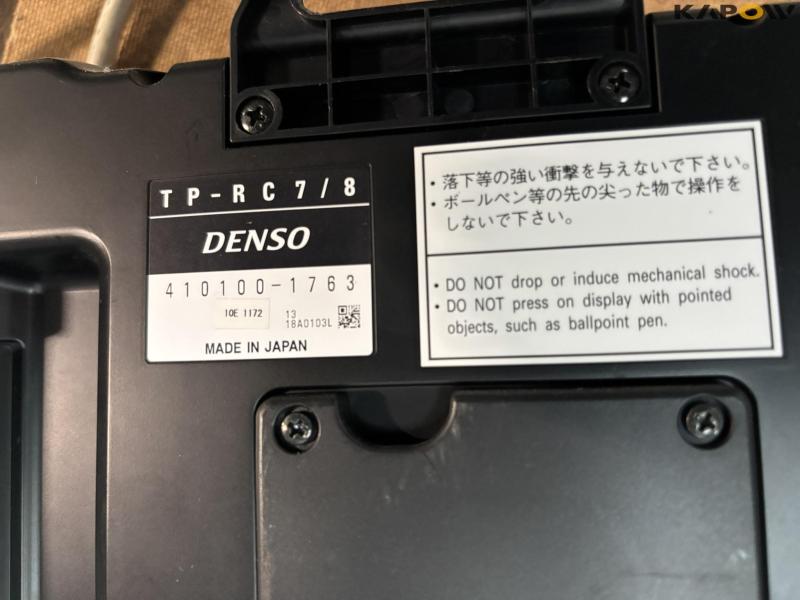 KAPOW
TP-RC7/8
DENSO
410100-1763
10E 1172
13
18A0103L
MADE IN JAPAN
・落下等の強い衝撃を与えないで下さい。
・ボールペン等の先の尖った物で操作を
しないで下さい。
・DO NOT drop or induce mechanical shock.
・DO NOT press on display with pointed
objects, such as ballpoint pen.